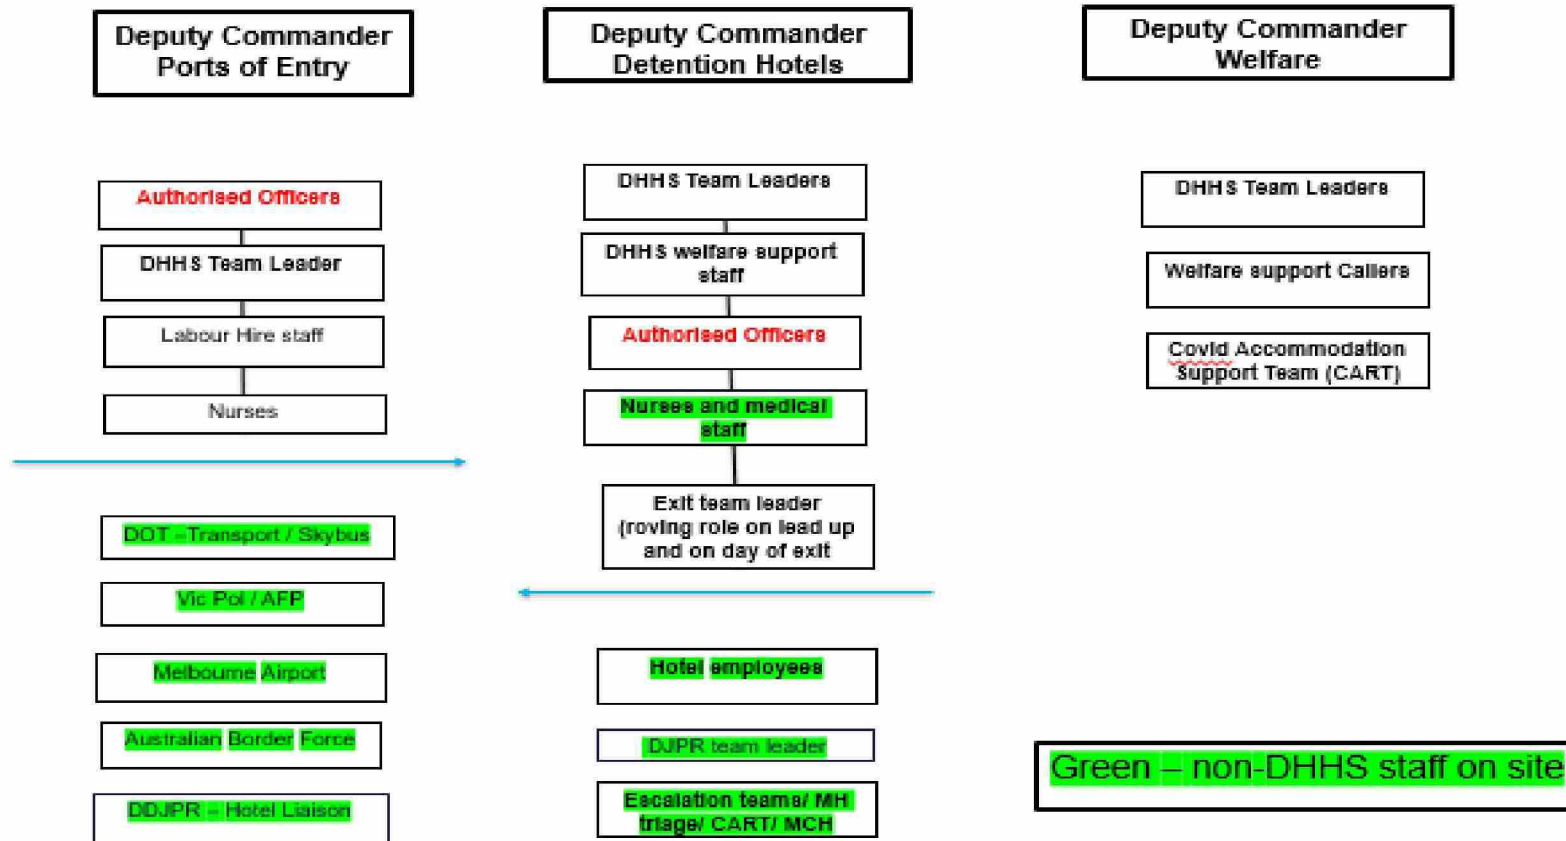 Deputy Commander
Ports of Entry
Authorised Officers
DHHS Team Leader
Labour Hire staff
Nurses
DOT –Transport / Skybus
Vic Pol / AFP
Melbourne Airport
Australian Border Force
DDJPR – Hotel Liaison
Deputy Commander
Detention Hotels
DHHS Team Leaders
DHHS welfare support
staff
Authorised Officers
Nurses and medical
staff
Exit team leader
(roving role on lead up
and on day of exit
Hotel employees
DJPR team leader
Escalation teams/ MH
triage/ CART/ MCH
Deputy Commander
Welfare
DHHS Team Leaders
Welfare support Callers
Covid Accommodation
Support Team (CART)
Green – non-DHHS staff on site